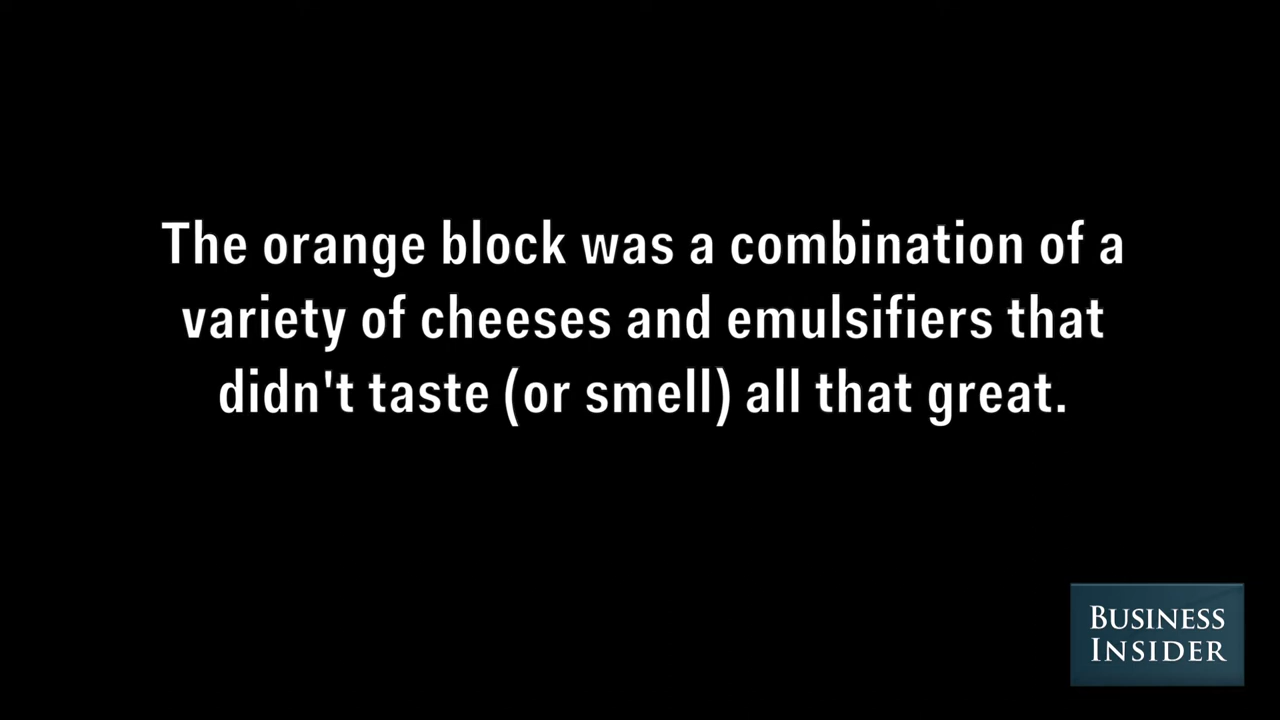 The orange block was a combination of a
variety of cheeses and emulsifiers that
didn't taste (or smell) all that great.
BUSINESS
INSIDER